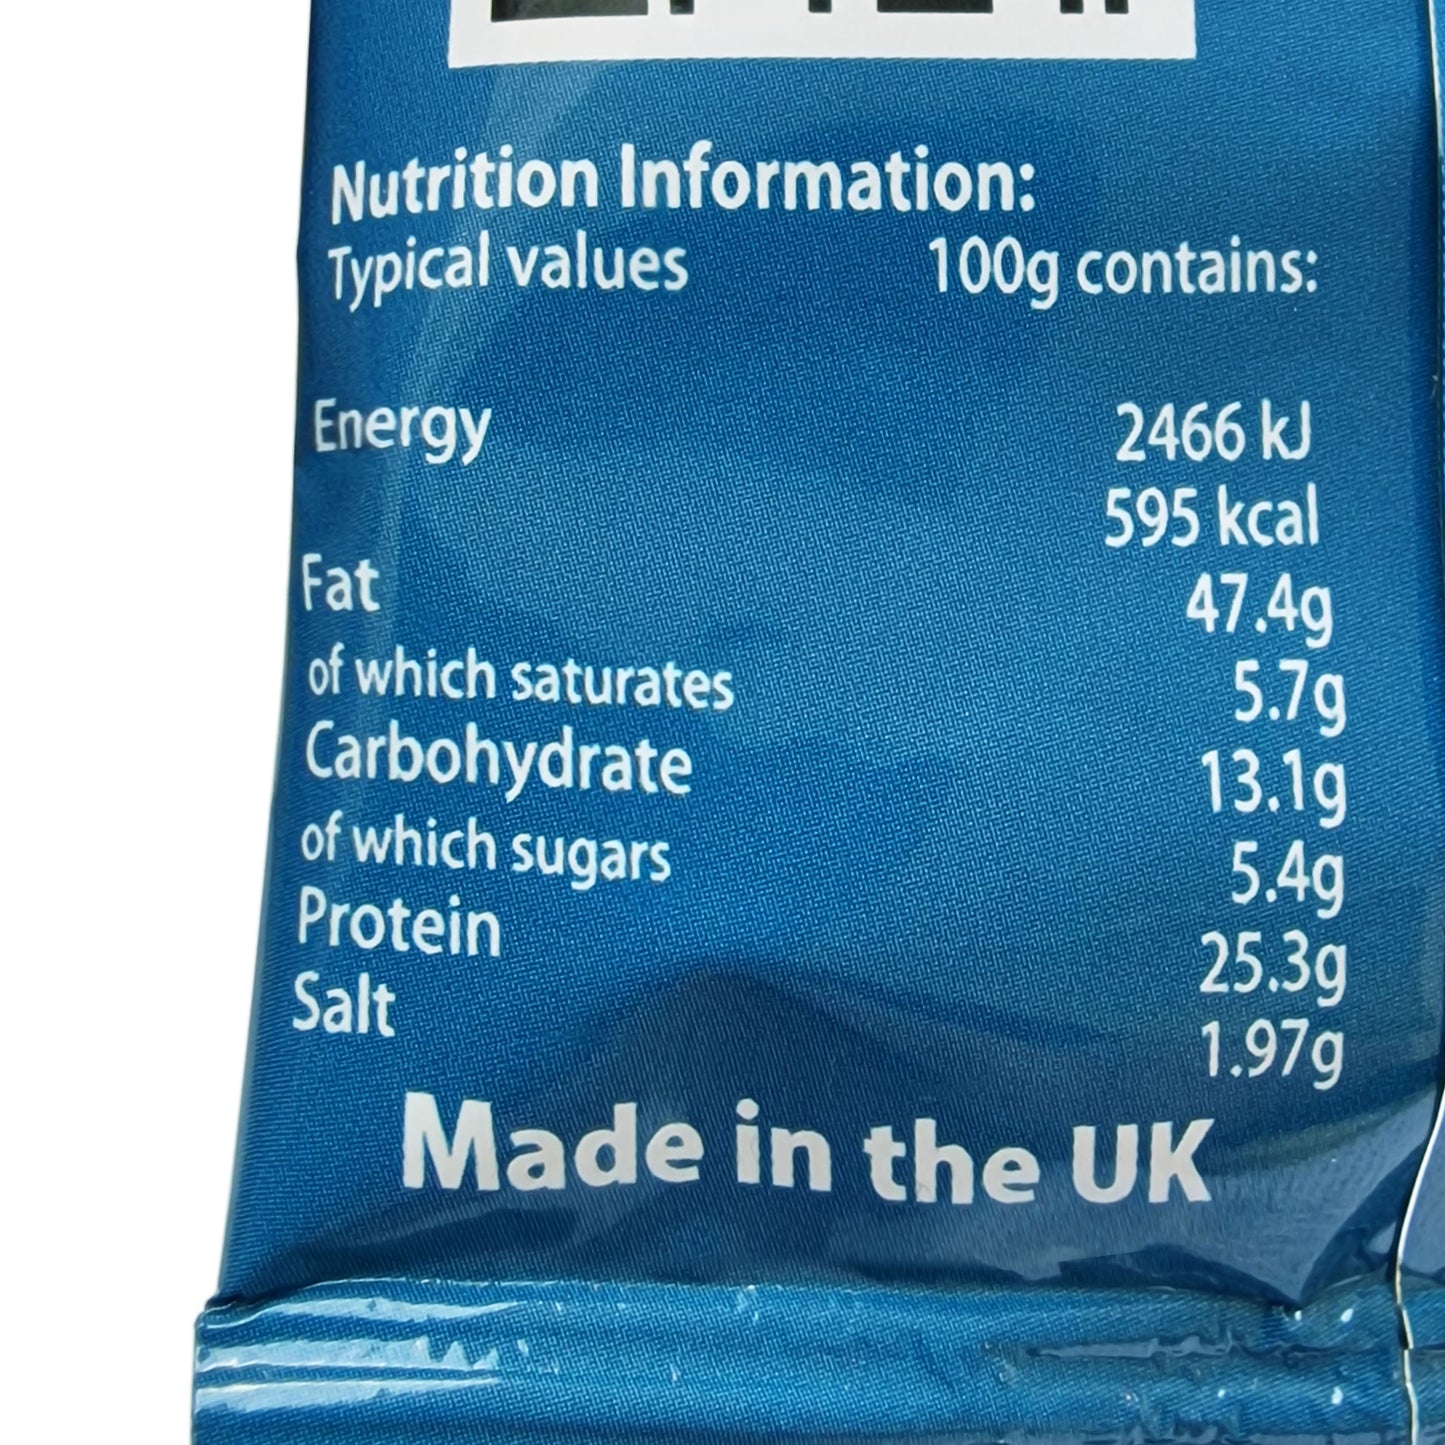 Nutrition Information:
Typical values 100g contains:
Energy 2466 kJ
595 kcal
Fat 47.4g
of which saturates 5.7g
Carbohydrate 13.1g
of which sugars 5.4g
Protein 25.3g
Salt 1.97g
Made in the UK